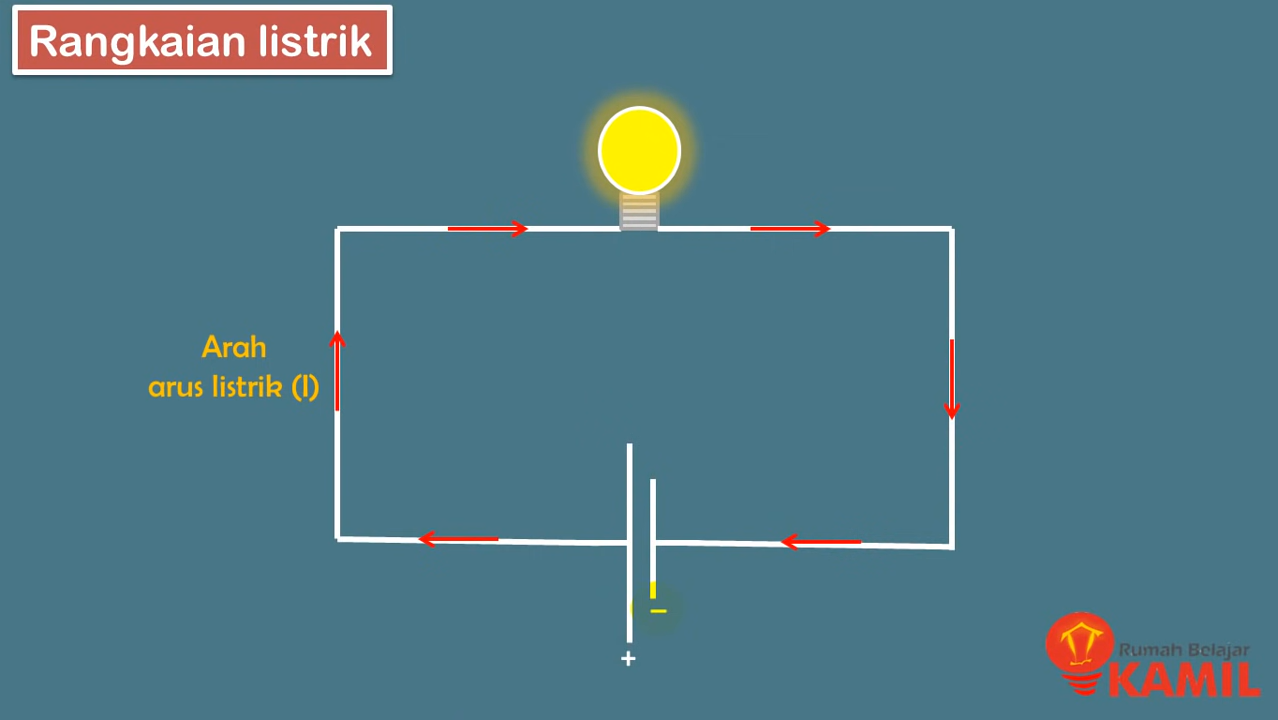 Rangkaian listrik
Arah
arus listrik (I)
–
+
Rumah Belajar
KAMIL